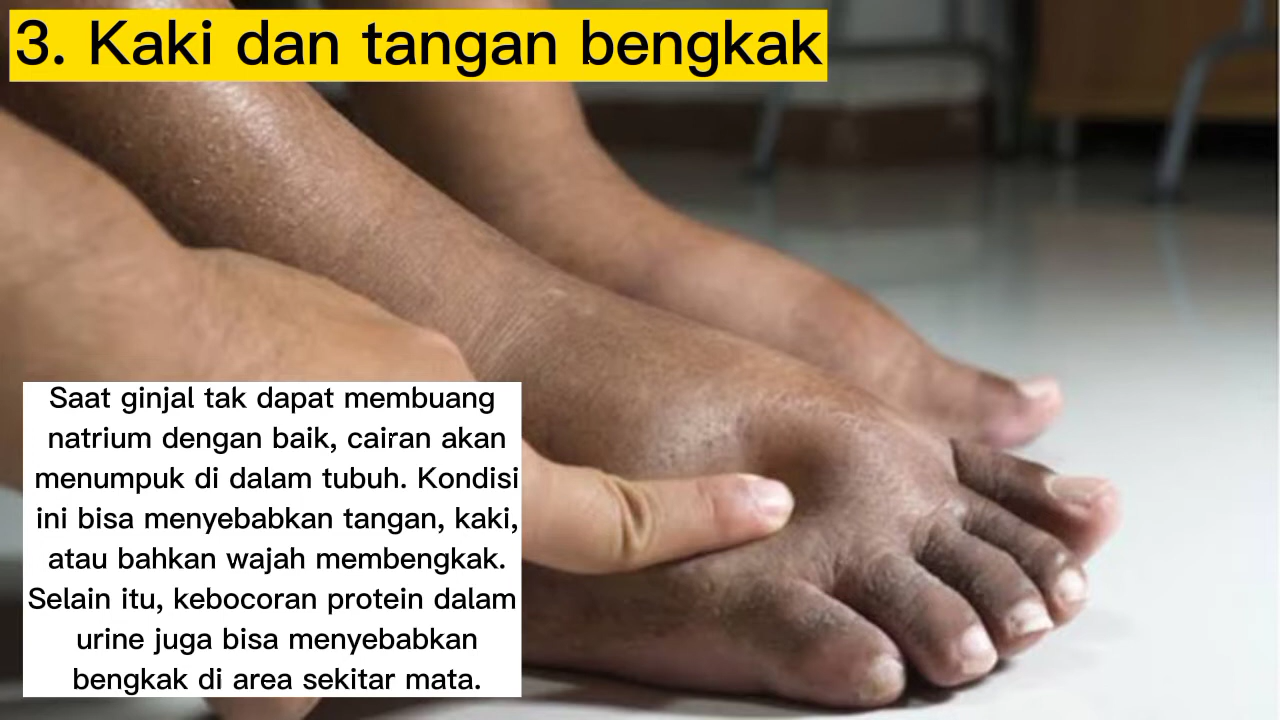 3. Kaki dan tangan bengkak
Saat ginjal tak dapat membuang
natrium dengan baik, cairan akan
menumpuk di dalam tubuh. Kondisi
ini bisa menyebabkan tangan, kaki,
atau bahkan wajah membengkak.
Selain itu, kebocoran protein dalam
urine juga bisa menyebabkan
bengkak di area sekitar mata.